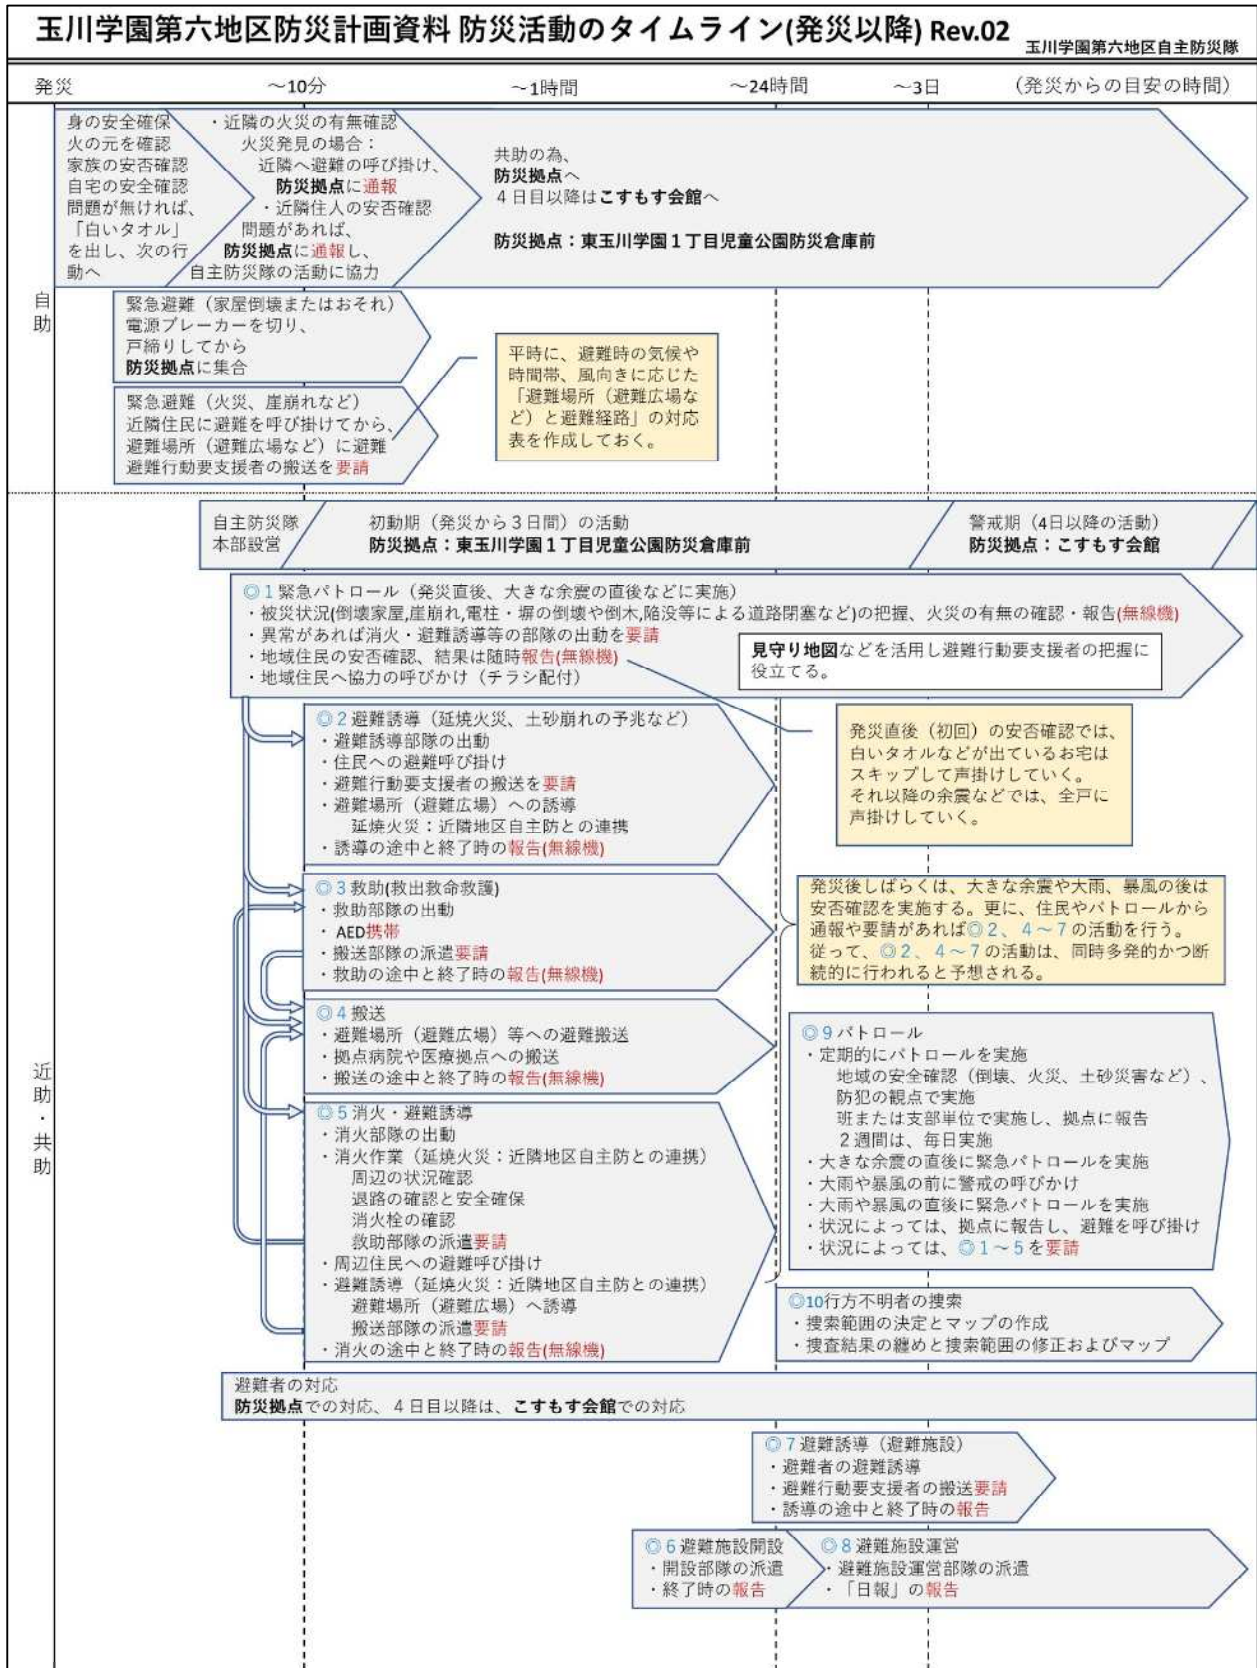 玉川学園第六地区防災計画資料 防災活動のタイムライン(発災以降) Rev.02
玉川学園第六地区自主防災隊
発災
～10分
～1時間
～24時間
～3日
(発災からの目安の時間)
自助
身の安全確保
火の元を確認
家族の安否確認
自宅の安全確認
問題が無ければ、
「白いタオル」
を出し、次の行
動へ
・近隣の火災の有無確認
火災発見の場合：
近隣へ避難の呼び掛け、
防災拠点に通報
・近隣住人の安否確認
問題があれば、
防災拠点に通報し、
自主防災隊の活動に協力
共助の為、
防災拠点へ
４日目以降はこすもす会館へ
防災拠点：東玉川学園１丁目児童公園防災倉庫前
緊急避難（家屋倒壊またはおそれ）
電源ブレーカーを切り、
戸締りしてから
防災拠点に集合
緊急避難（火災、崖崩れなど）
近隣住民に避難を呼び掛けてから、
避難場所（避難広場など）に避難
避難行動要支援者の搬送を要請
平時に、避難時の気候や
時間帯、風向きに応じた
「避難場所（避難広場な
ど）と避難経路」の対応
表を作成しておく。
近助・共助
自主防災隊
本部設営
初動期（発災から３日間）の活動
防災拠点：東玉川学園１丁目児童公園防災倉庫前
警戒期（4日以降の活動）
防災拠点：こすもす会館
◎１緊急パトロール（発災直後、大きな余震の直後などに実施）
・被災状況(倒壊家屋,崖崩れ,電柱・塀の倒壊や倒木,陥没等による道路閉塞など)の把握、火災の有無の確認・報告(無線機)
・異常があれば消火・避難誘導等の部隊の出動を要請
・地域住民の安否確認、結果は随時報告(無線機)
・地域住民へ協力の呼びかけ（チラシ配付）
見守り地図などを活用し避難行動要支援者の把握に
役立てる。
◎２避難誘導（延焼火災、土砂崩れの予兆など）
・避難誘導部隊の出動
・住民への避難呼び掛け
・避難行動要支援者の搬送を要請
・避難場所（避難広場）への誘導
延焼火災：近隣地区自主防との連携
・誘導の途中と終了時の報告(無線機)
発災直後（初回）の安否確認では、
白いタオルなどが出ているお宅は
スキップして声掛けしていく。
それ以降の余震などでは、全戸に
声掛けしていく。
◎３救助(救出救命救護)
・救助部隊の出動
・AED携帯
・搬送部隊の派遣要請
・救助の途中と終了時の報告(無線機)
発災後しばらくは、大きな余震や大雨、暴風の後は
安否確認を実施する。更に、住民やパトロールから
通報や要請があれば◎２、４～７の活動を行う。
従って、◎２、４～７の活動は、同時多発的かつ断
続的に行われると予想される。
◎４搬送
・避難場所（避難広場）等への避難搬送
・拠点病院や医療拠点への搬送
・搬送の途中と終了時の報告(無線機)
◎５消火・避難誘導
・消火部隊の出動
・消火作業（延焼火災：近隣地区自主防との連携）
周辺の状況確認
退路の確認と安全確保
消火栓の確認
救助部隊の派遣要請
・周辺住民への避難呼び掛け
・避難誘導（延焼火災：近隣地区自主防との連携）
避難場所（避難広場）へ誘導
搬送部隊の派遣要請
・消火の途中と終了時の報告(無線機)
◎９パトロール
・定期的にパトロールを実施
地域の安全確認（倒壊、火災、土砂災害など）、
防犯の観点で実施
班または支部単位で実施し、拠点に報告
２週間は、毎日実施
・大きな余震の直後に緊急パトロールを実施
・大雨や暴風の前に警戒の呼びかけ
・大雨や暴風の直後に緊急パトロールを実施
・状況によっては、拠点に報告し、避難を呼び掛け
・状況によっては、◎１～５を要請
◎10行方不明者の捜索
・捜索範囲の決定とマップの作成
・捜査結果の纏めと捜索範囲の修正およびマップ
避難者の対応
防災拠点での対応、４日目以降は、こすもす会館での対応
◎７避難誘導（避難施設）
・避難者の避難誘導
・避難行動要支援者の搬送要請
・誘導の途中と終了時の報告
◎６避難施設開設
・開設部隊の派遣
・終了時の報告
◎８避難施設運営
・避難施設運営部隊の派遣
・「日報」の報告